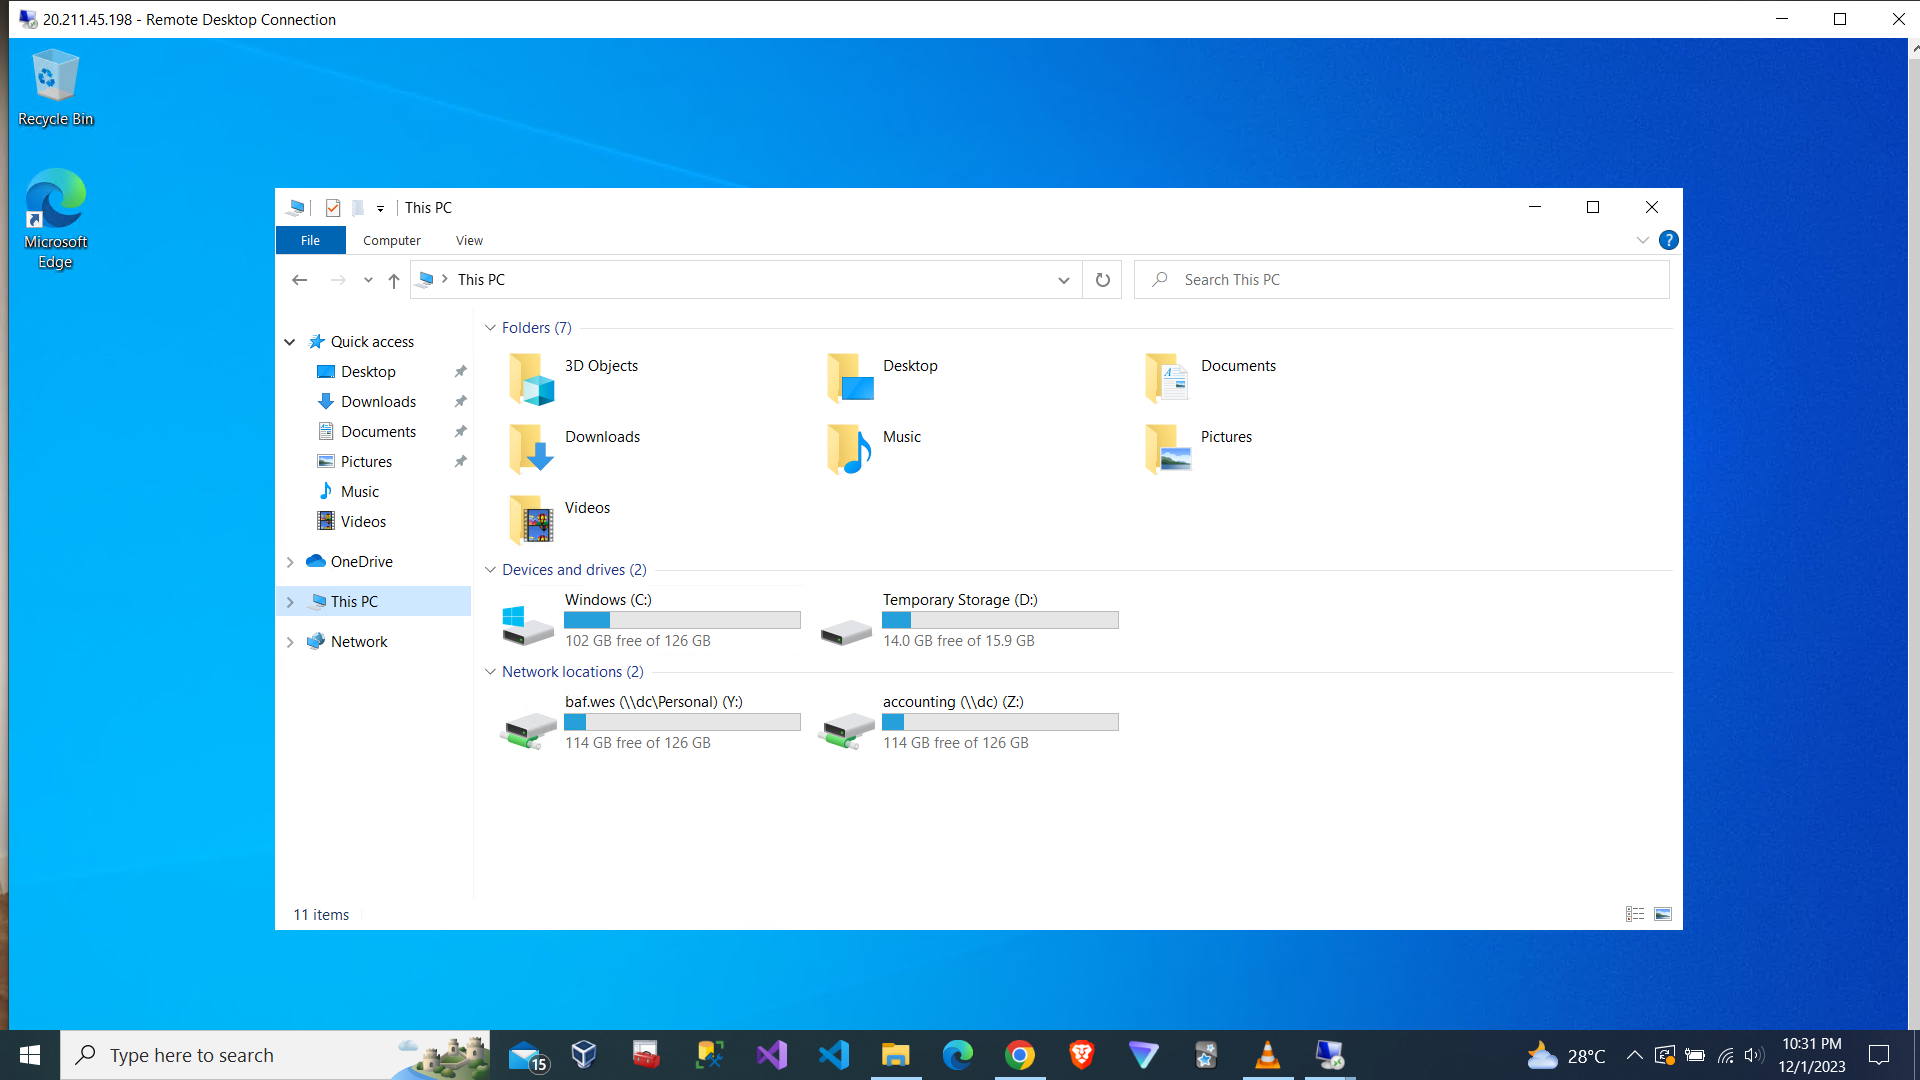 20.211.45.198 - Remote Desktop Connection
Recycle Bin
Microsoft
Edge
This PC
File
Computer
View
?
This PC
Search This PC
Quick access
Desktop
Downloads
Documents
Pictures
Music
Videos
OneDrive
This PC
Network
Folders (7)
3D Objects
Desktop
Documents
Downloads
Music
Pictures
Videos
Devices and drives (2)
Windows (C:)
102 GB free of 126 GB
Temporary Storage (D:)
14.0 GB free of 15.9 GB
Network locations (2)
baf.wes (\\dc\Personal) (Y:)
114 GB free of 126 GB
accounting (\\dc) (Z:)
114 GB free of 126 GB
11 items
Type here to search
15
28°C
10:31 PM
12/1/2023